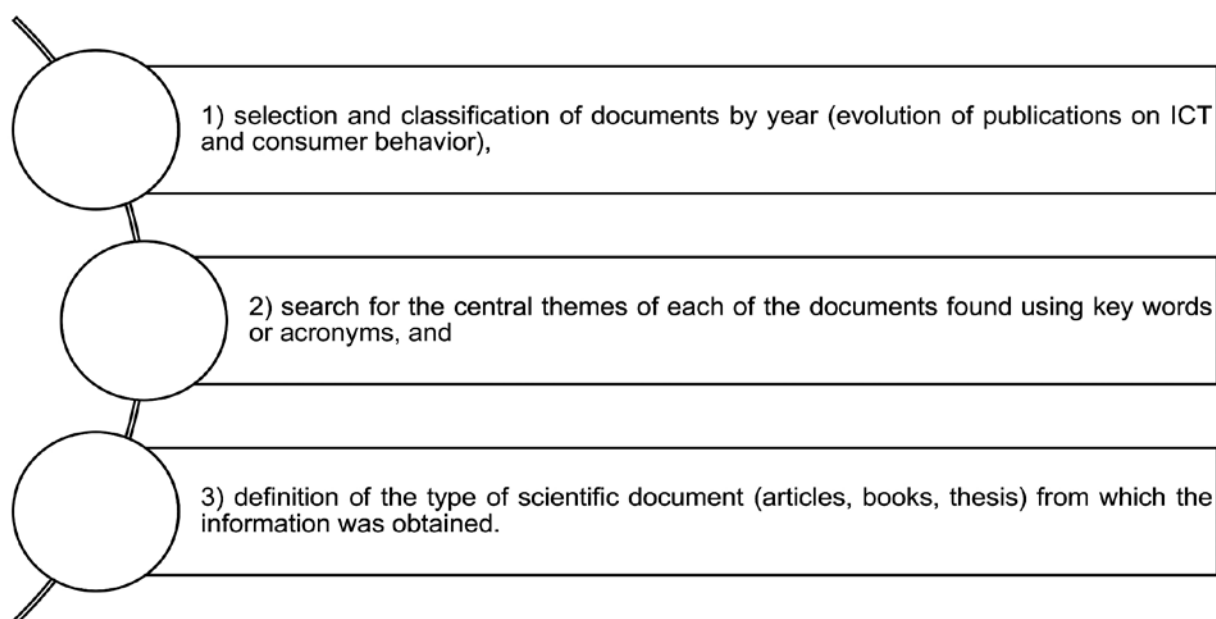 1) selection and classification of documents by year (evolution of publications on ICT
and consumer behavior),
2) search for the central themes of each of the documents found using key words
or acronyms, and
3) definition of the type of scientific document (articles, books, thesis) from which the
information was obtained.